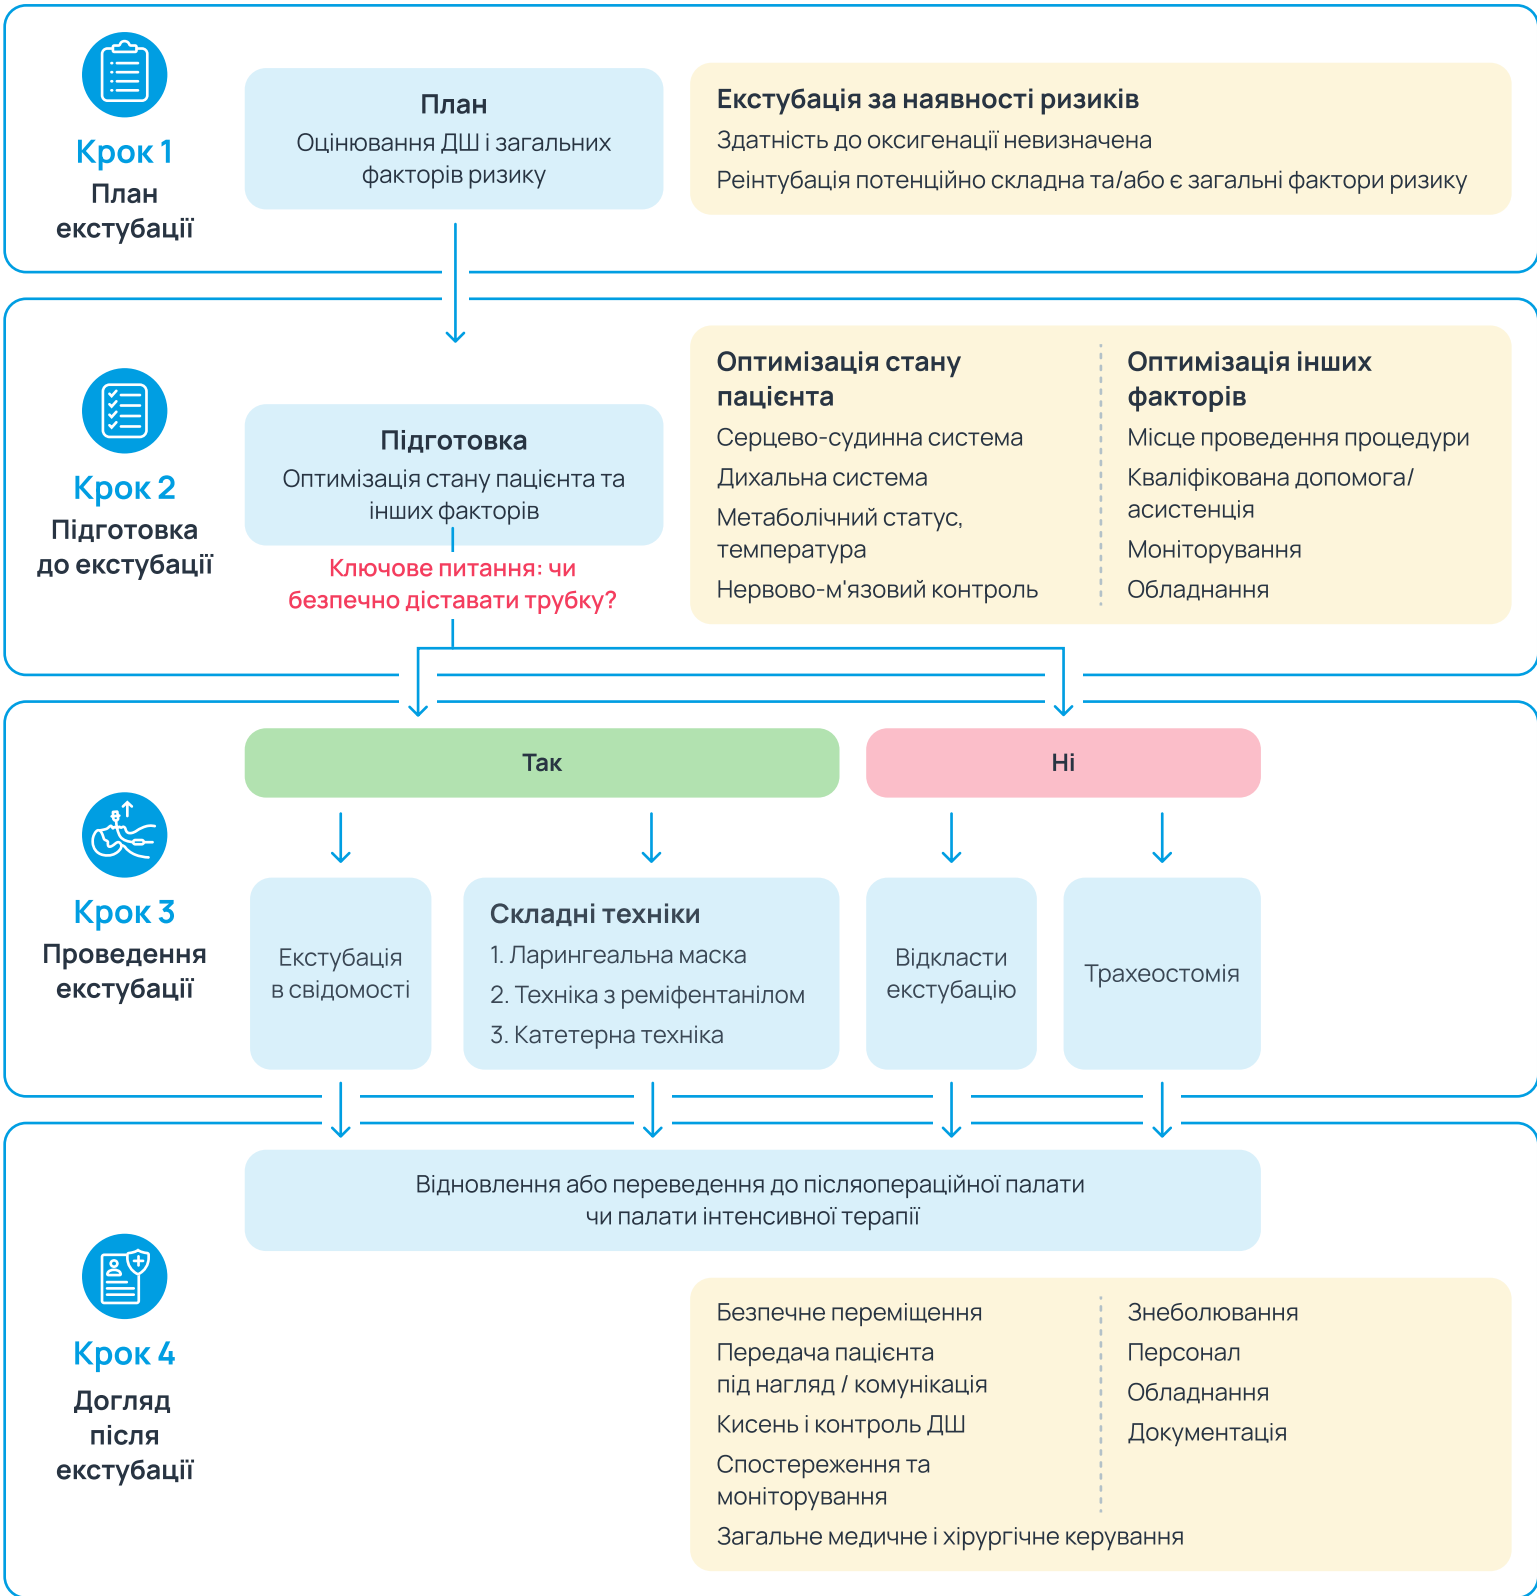 Крок 1
План
екстубації
План
Оцінювання ДШ і загальних
факторів ризику
Екстубація за наявності ризиків
Здатність до оксигенації невизначена
Реінтубація потенційно складна та/або є загальні фактори ризику
Крок 2
Підготовка
до екстубації
Підготовка
Оптимізація стану пацієнта та
інших факторів
Ключове питання: чи
безпечно діставати трубку?
Оптимізація стану
пацієнта
Серцево-судинна система
Дихальна система
Метаболічний статус,
температура
Нервово-м'язовий контроль
Оптимізація інших
факторів
Місце проведення процедури
Кваліфікована допомога/
асистенція
Моніторування
Обладнання
Крок 3
Проведення
екстубації
Так
Ні
Екстубація
в свідомості
Складні техніки
1. Ларингеальна маска
2. Техніка з реміфентанілом
3. Катетерна техніка
Відкласти
екстубацію
Трахеостомія
Крок 4
Догляд
після
екстубації
Відновлення або переведення до післяопераційної палати
чи палати інтенсивної терапії
Безпечне переміщення
Передача пацієнта
під нагляд / комунікація
Кисень і контроль ДШ
Спостереження та
моніторування
Загальне медичне і хірургічне керування
Знеболювання
Персонал
Обладнання
Документація